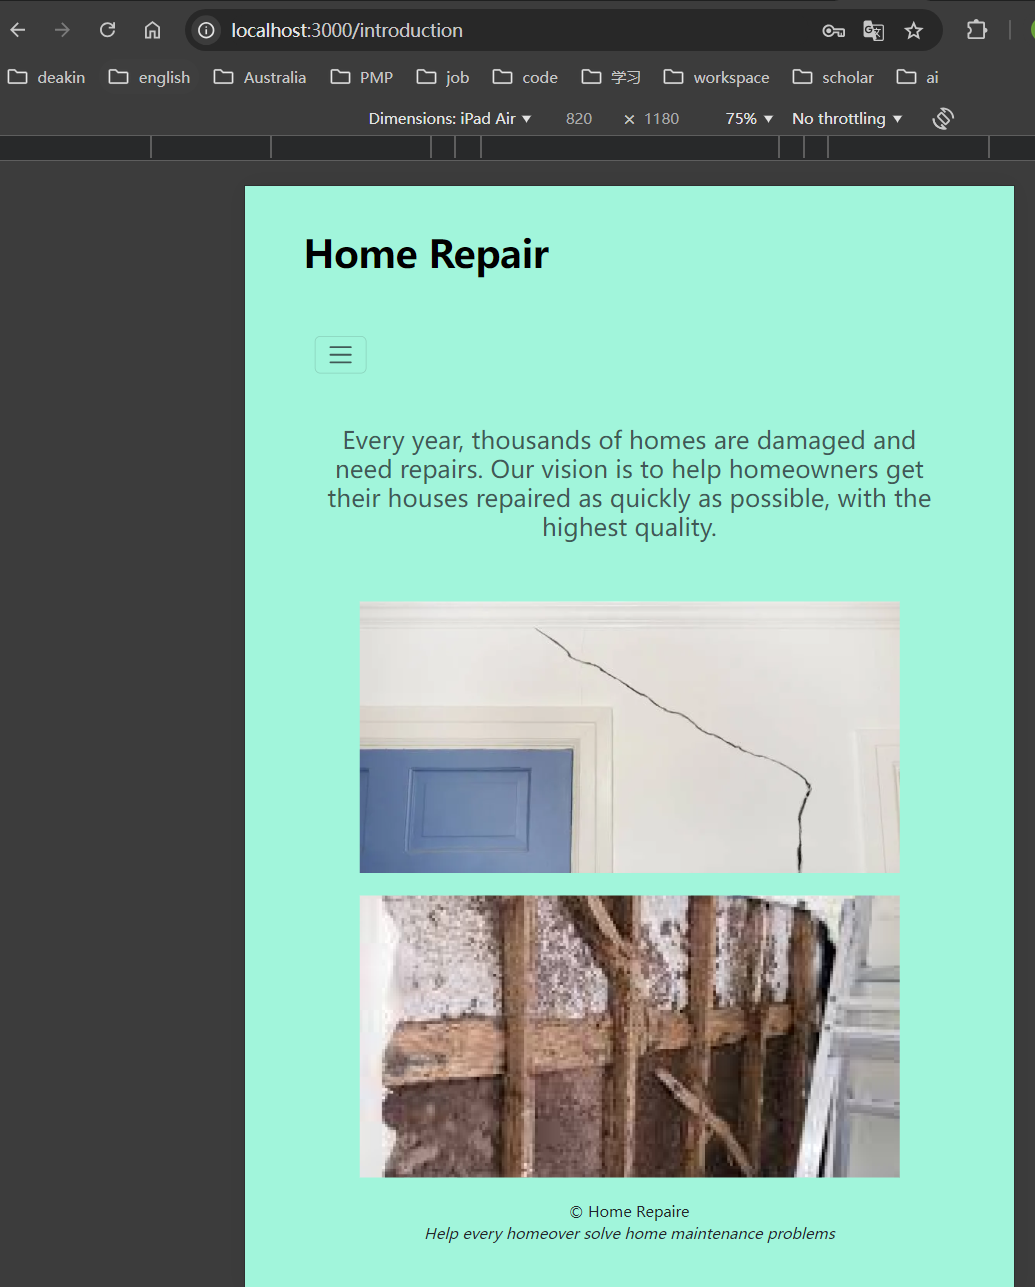 localhost:3000/introduction
deakin english Australia PMP job code 学习 workspace scholar ai
Dimensions: iPad Air ▼ 820 × 1180 75% ▼ No throttling ▼
Home Repair
Every year, thousands of homes are damaged and
need repairs. Our vision is to help homeowners get
their houses repaired as quickly as possible, with the
highest quality.
© Home Repaire
Help every homeover solve home maintenance problems